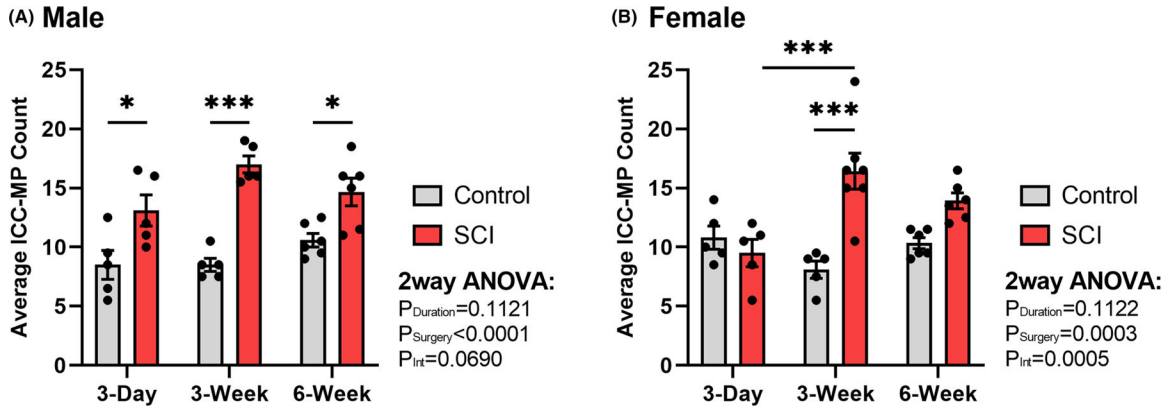 (A) Male
Average ICC-MP Count
25
20
15
10
5
0
* *** *
3-Day 3-Week 6-Week
Control
SCI
2way ANOVA:
PDuration=0.1121
PSurgery<0.0001
PInt=0.0690
(B) Female
Average ICC-MP Count
25
20
15
10
5
0
***
***
3-Day 3-Week 6-Week
Control
SCI
2way ANOVA:
PDuration=0.1122
PSurgery=0.0003
PInt=0.0005